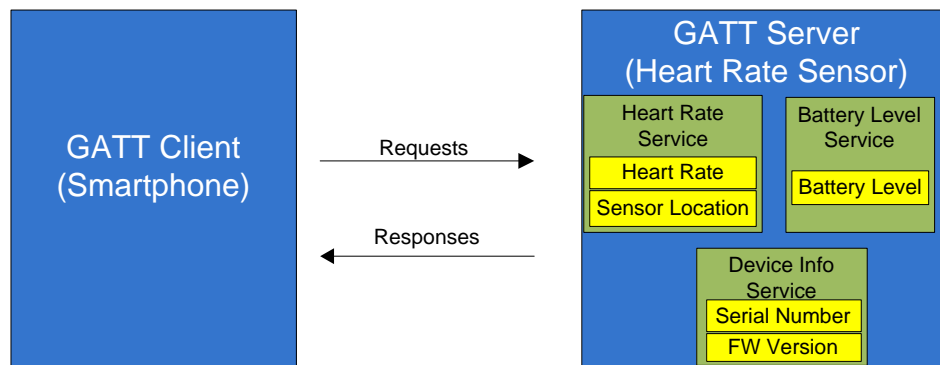 GATT Client
(Smartphone)
Requests
Responses
GATT Server
(Heart Rate Sensor)
Heart Rate
Service
Heart Rate
Sensor Location
Battery Level
Service
Battery Level
Device Info
Service
Serial Number
FW Version